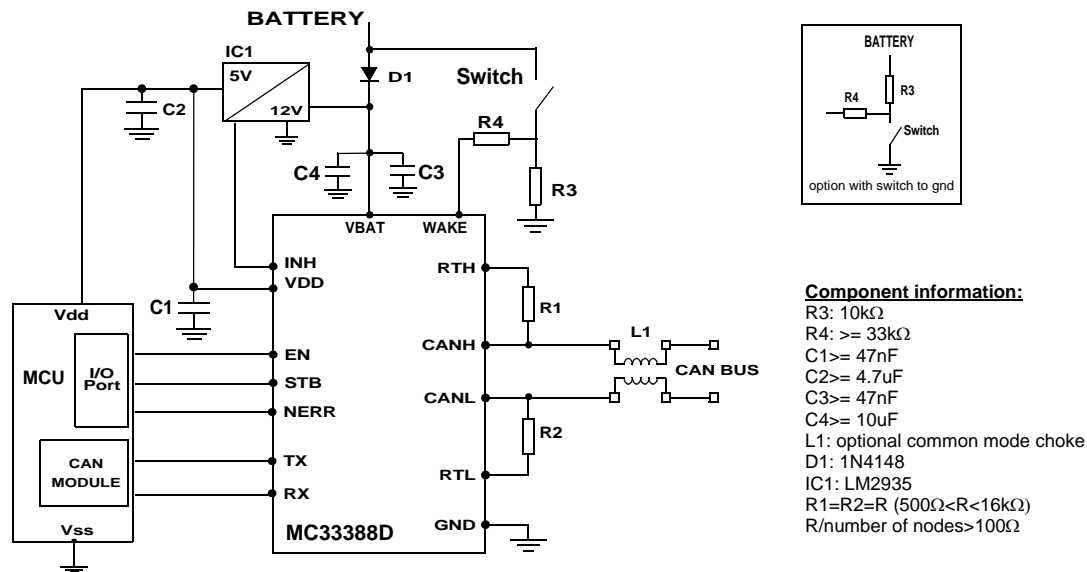 BATTERY
IC1
5V
12V
D1
Switch
C2
R4
C4
C3
R3
VBAT
WAKE
INH
VDD
C1
RTH
R1
L1
Vdd
MCU
I/O
Port
EN
STB
NERR
CANH
CAN BUS
CANL
R2
CAN
MODULE
TX
RX
RTL
GND
Vss
MC33388D
BATTERY
R3
R4
Switch
option with switch to gnd
Component information:
R3: 10kΩ
R4: >= 33kΩ
C1>= 47nF
C2>= 4.7uF
C3>= 47nF
C4>= 10uF
L1: optional common mode choke
D1: 1N4148
IC1: LM2935
R1=R2=R (500Ω<R<16kΩ)
R/number of nodes>100Ω